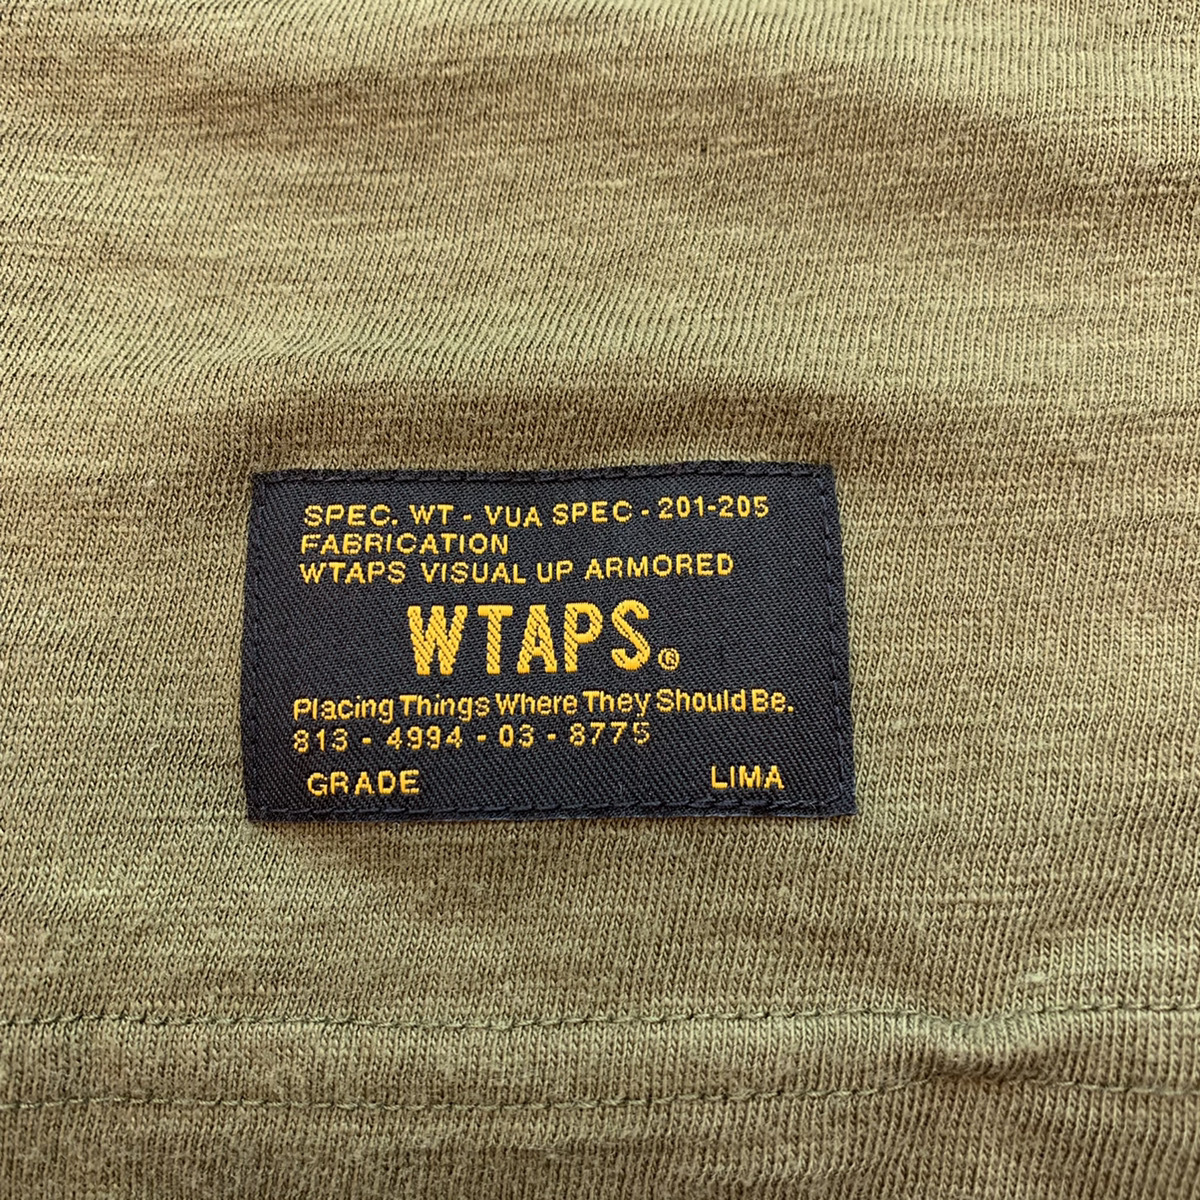 SPEC. WT - VUA SPEC - 201-205
FABRICATION
WTAPS VISUAL UP ARMORED
WTAPS.®
Placing Things Where They Should Be.
813 - 4994 - 03 - 8775
GRADE LIMA